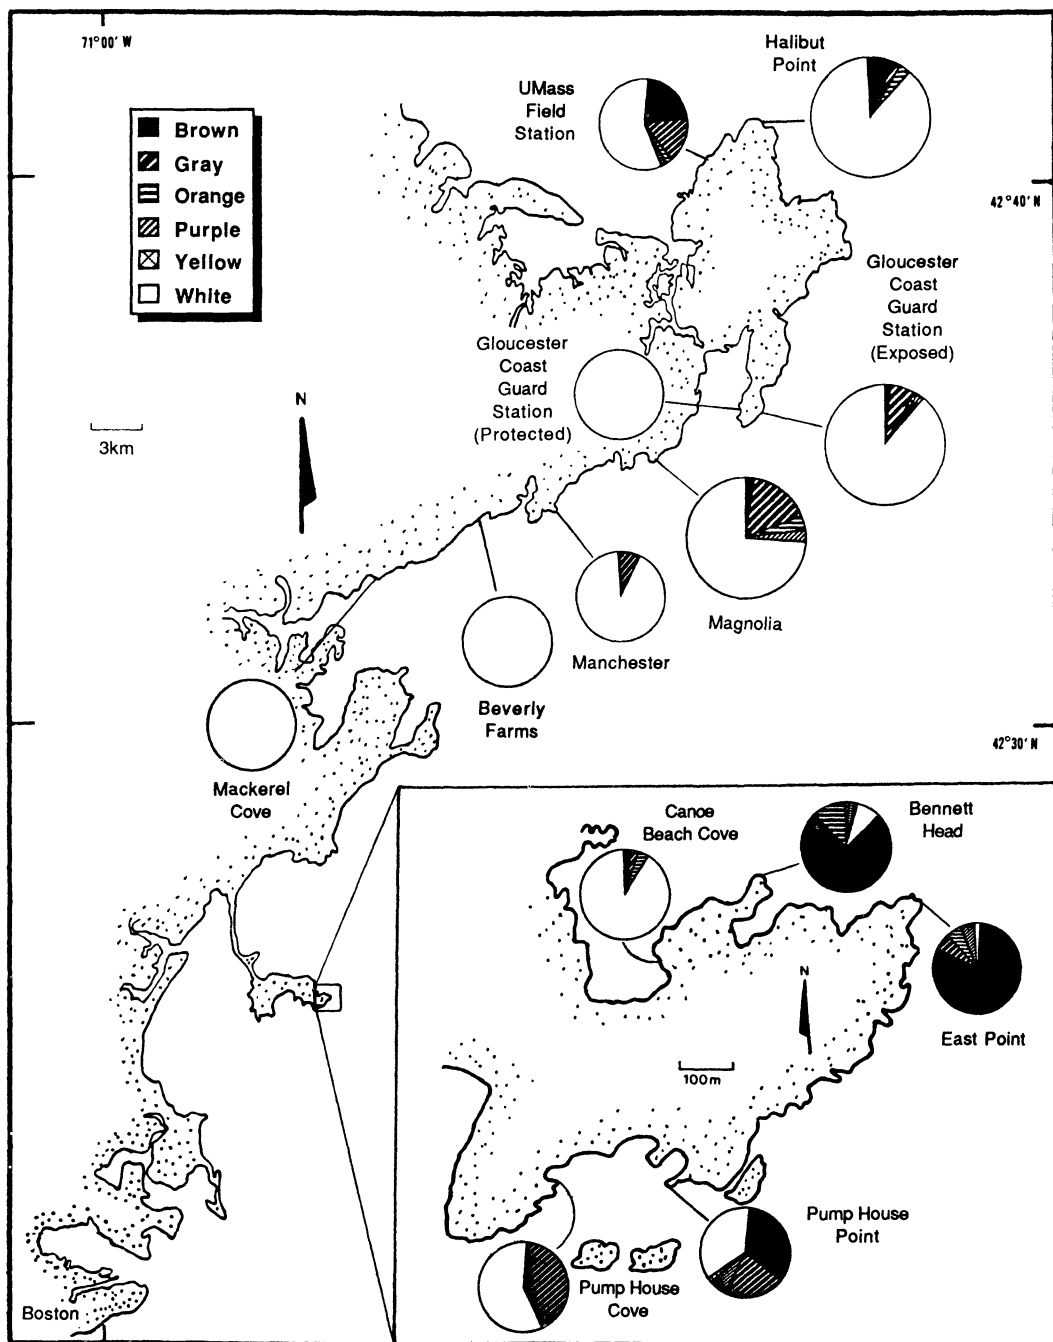 71°00' W
Halibut
Point
UMass
Field
Station
Brown
Gray
Orange
Purple
Yellow
White
42°40' N
Gloucester
Coast
Guard
Station
(Exposed)
Gloucester
Coast
Guard
Station
(Protected)
N
3km
Magnolia
Manchester
Beverly
Farms
42°30' N
Mackerel
Cove
Canoe
Beach Cove
Bennett
Head
N
East Point
100m
Pump House
Point
Pump House
Cove
Boston